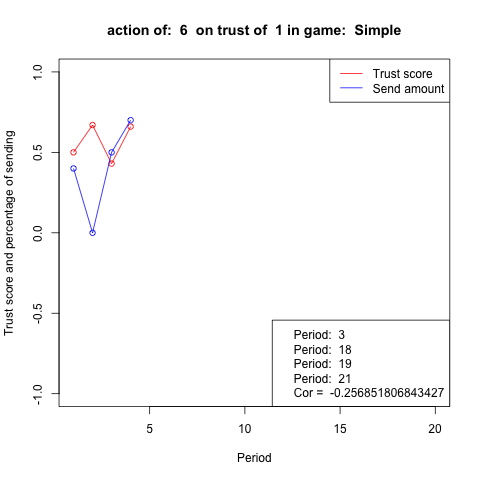 action of:  6  on trust of  1 in game:  Simple
Trust score
Send amount
Trust score and percentage of sending
1.0
0.5
0.0
-0.5
-1.0
Period:  3
Period:  18
Period:  19
Period:  21
Cor =  -0.256851806843427
5
10
15
20
Period